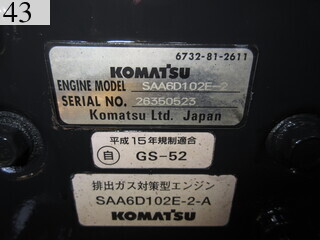 43
6732-81-2611
KOMATSU
ENGINE MODEL SAA6D102E-2
SERIAL NO. 26350523
Komatsu Ltd. Japan
平成15年規制適合
自 GS-52
排出ガス対策型エンジン
SAA6D102E-2-A
KOMATSU